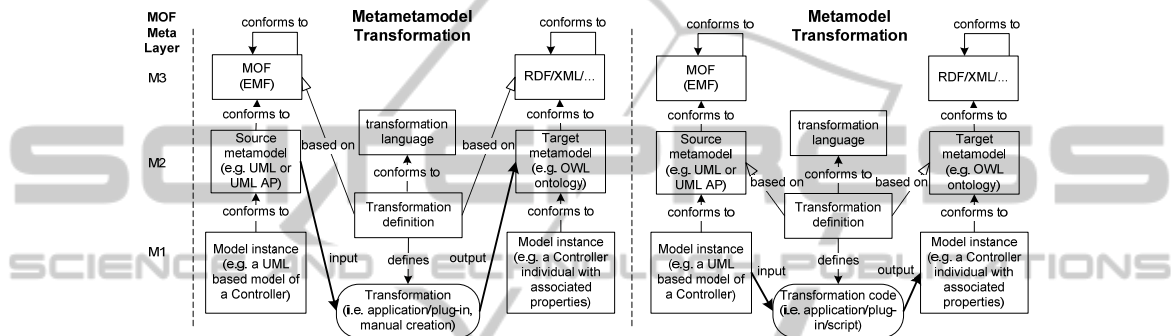 MOF
Meta
Layer
M3
M2
M1
Metametamodel
Transformation
conforms to
conforms to
MOF
(EMF)
RDF/XML/...
conforms to
conforms to
Source
metamodel
(e.g. UML or
UML AP)
based on
transformation
language
based on
Target
metamodel
(e.g. OWL
ontology)
conforms to
conforms to
Transformation
definition
conforms to
Model instance
(e.g. a UML
based model of
a Controller)
input
defines
output
Model instance
(e.g. a Controller
individual with
associated
properties)
Transformation
(i.e. application/plug-in,
manual creation)
Metamodel
Transformation
conforms to
conforms to
MOF
(EMF)
RDF/XML/...
conforms to
conforms to
Source
metamodel
(e.g. UML or
UML AP)
transformation
language
Target
metamodel
(e.g. OWL
ontology)
based on
conforms to
based on
conforms to
Transformation
definition
conforms to
Model instance
(e.g. a UML
based model of
a Controller)
input
defines
output
Model instance
(e.g. a Controller
individual with
associated
properties)
Transformation code
(i.e. application/plug-
in/script)
SCITEPRESS
SCIENCE AND TECHNOLOGY PUBLICATIONS